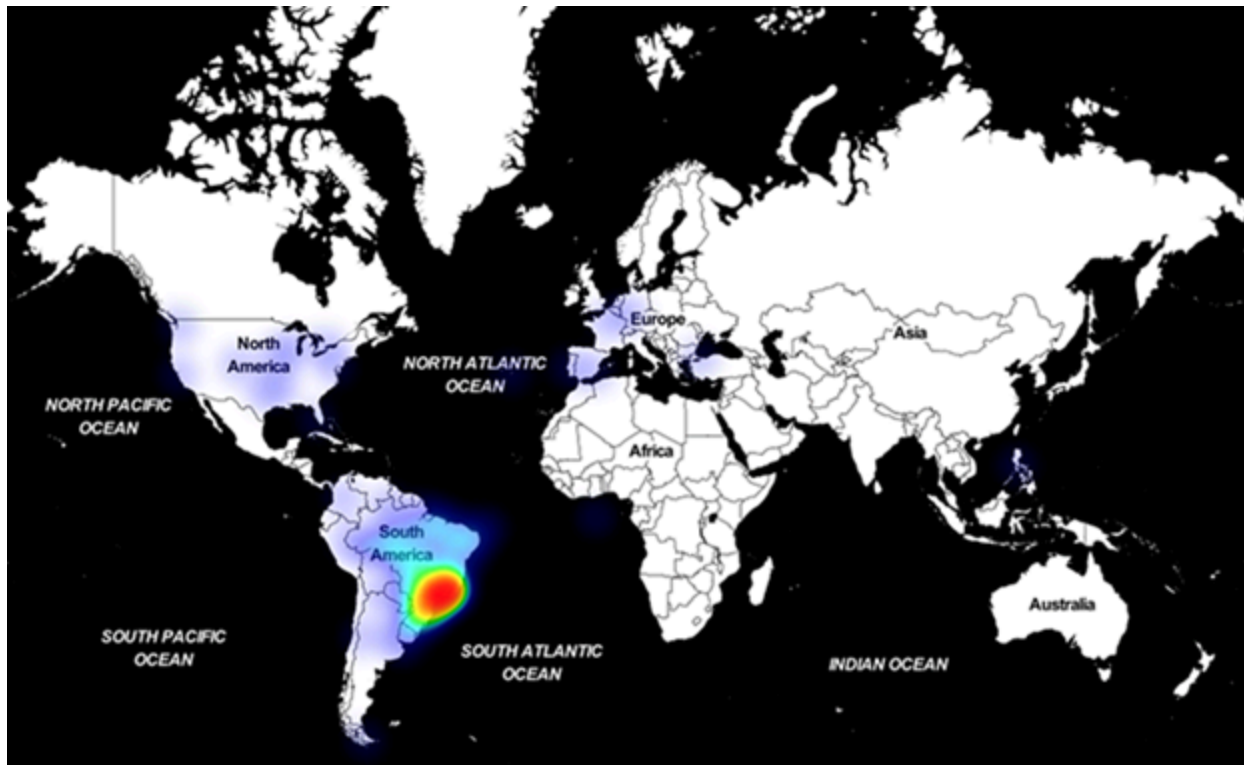 Europe
Asia
North
America
NORTH ATLANTIC
OCEAN
NORTH PACIFIC
OCEAN
Africa
South
America
Australia
SOUTH PACIFIC
OCEAN
SOUTH ATLANTIC
OCEAN
INDIAN OCEAN